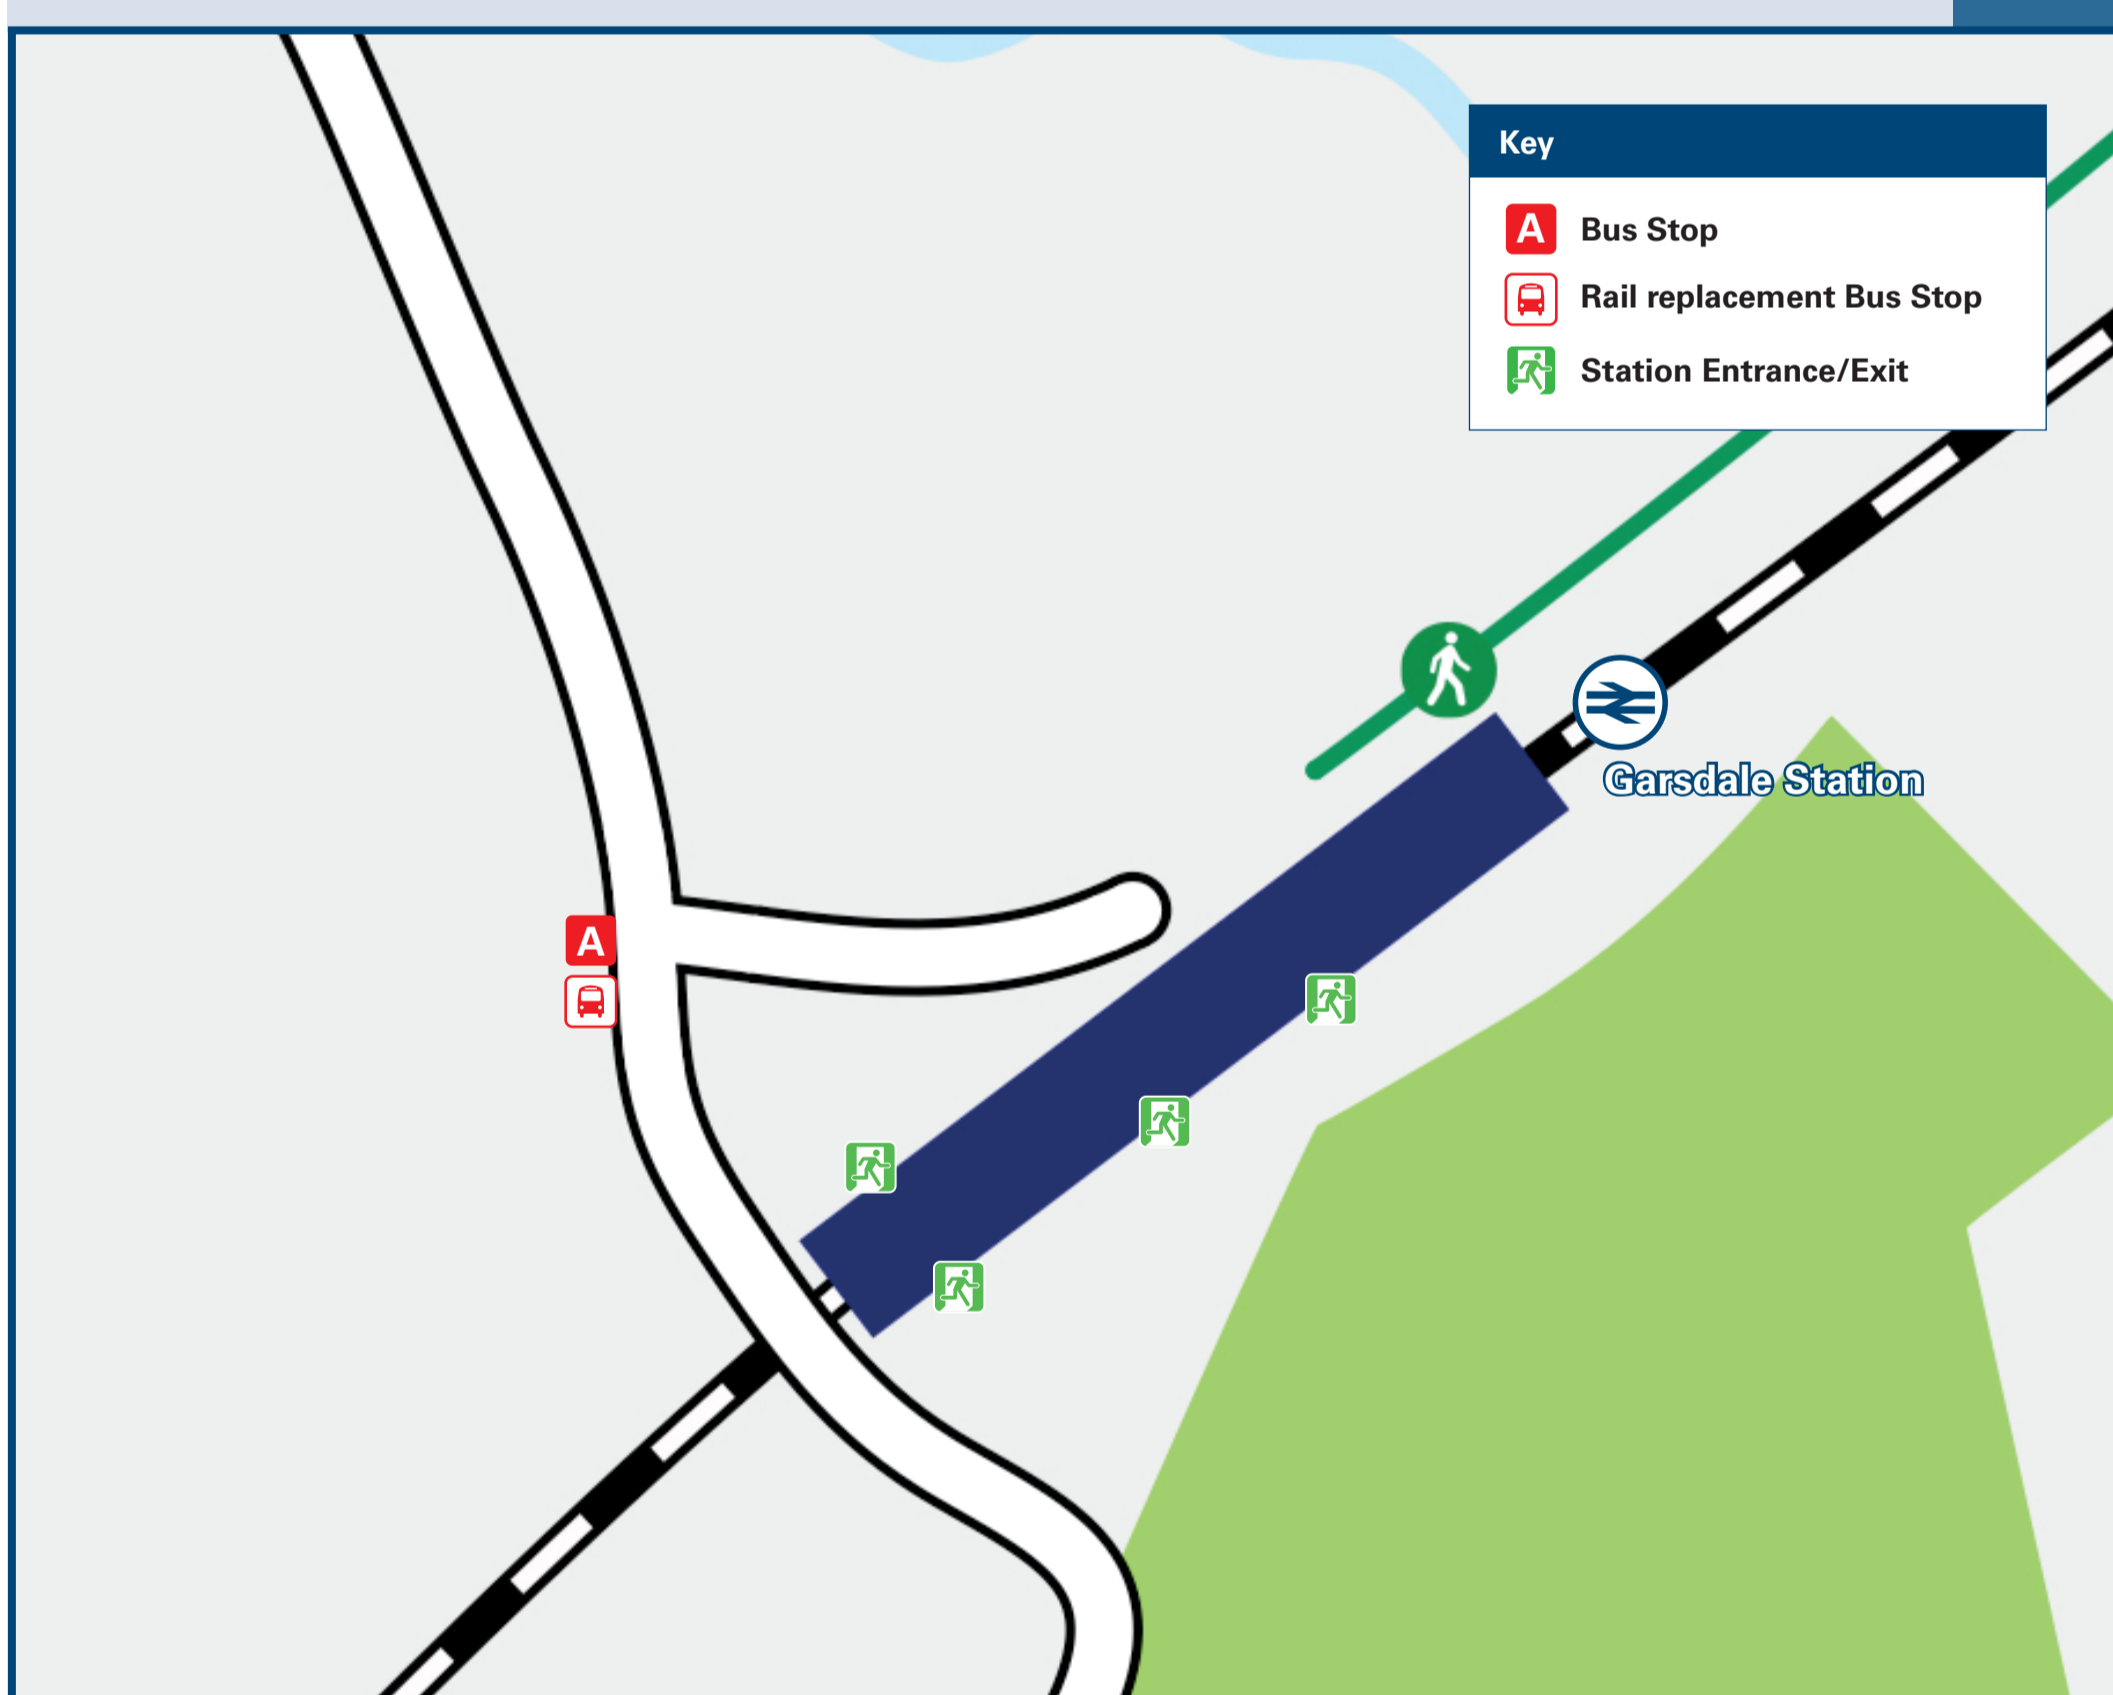 Key
A Bus Stop
Rail replacement Bus Stop
Station Entrance/Exit
Garsdale Station
A